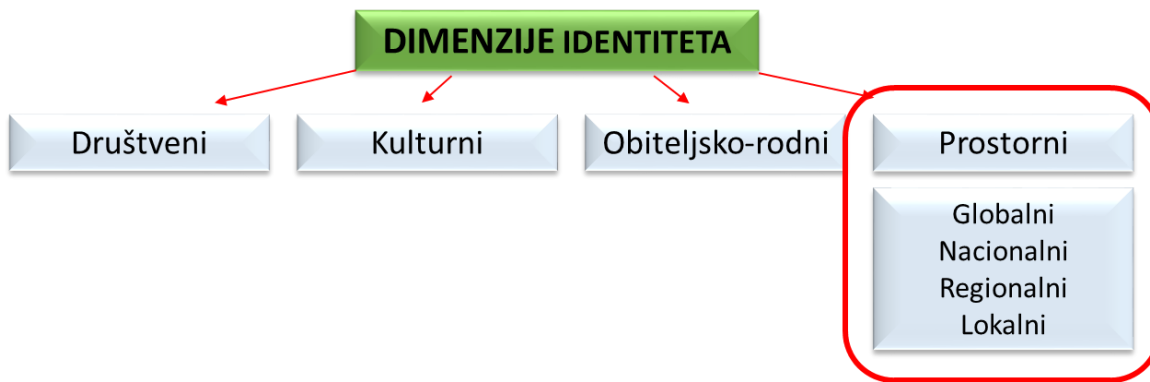 DIMENZIJE IDENTITETA
Društveni
Kulturni
Obiteljsko-rodni
Prostorni
Globalni
Nacionalni
Regionalni
Lokalni